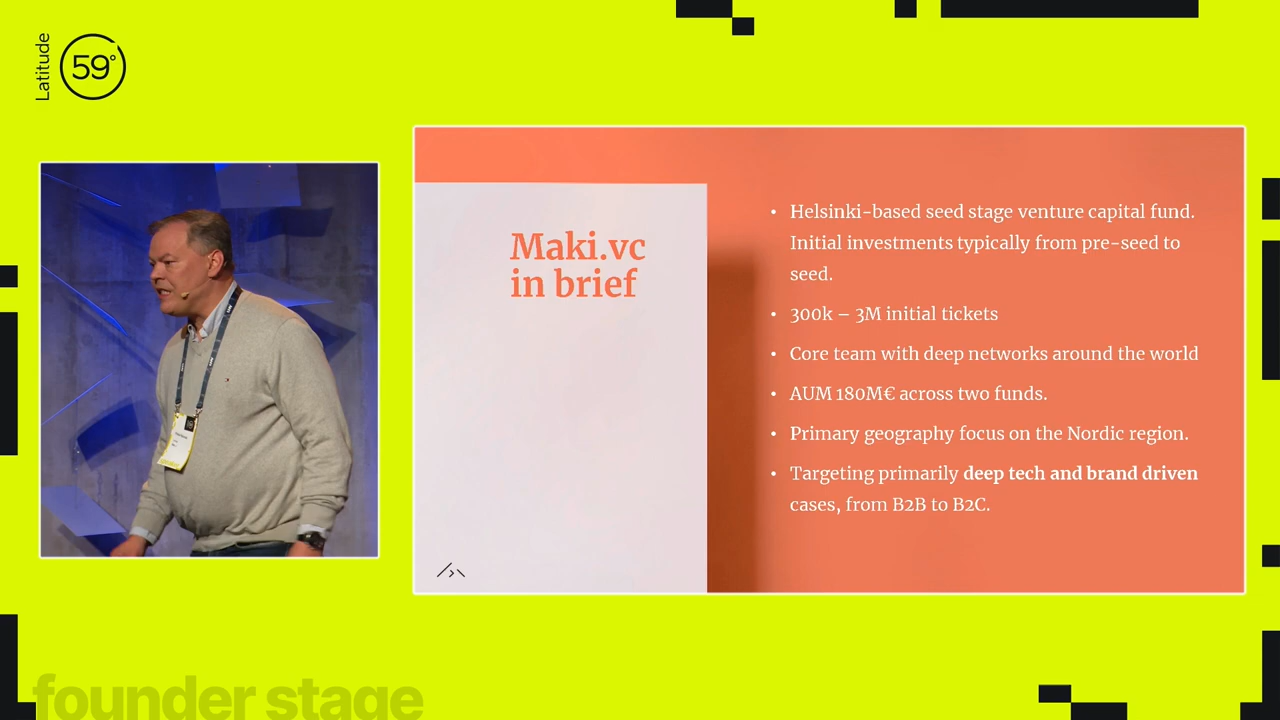 Latitude
59°
Maki.vc
in brief
• Helsinki-based seed stage venture capital fund.
Initial investments typically from pre-seed to
seed.
• 300k – 3M initial tickets
• Core team with deep networks around the world
• AUM 180M€ across two funds.
• Primary geography focus on the Nordic region.
• Targeting primarily deep tech and brand driven
cases, from B2B to B2C.
founder stage